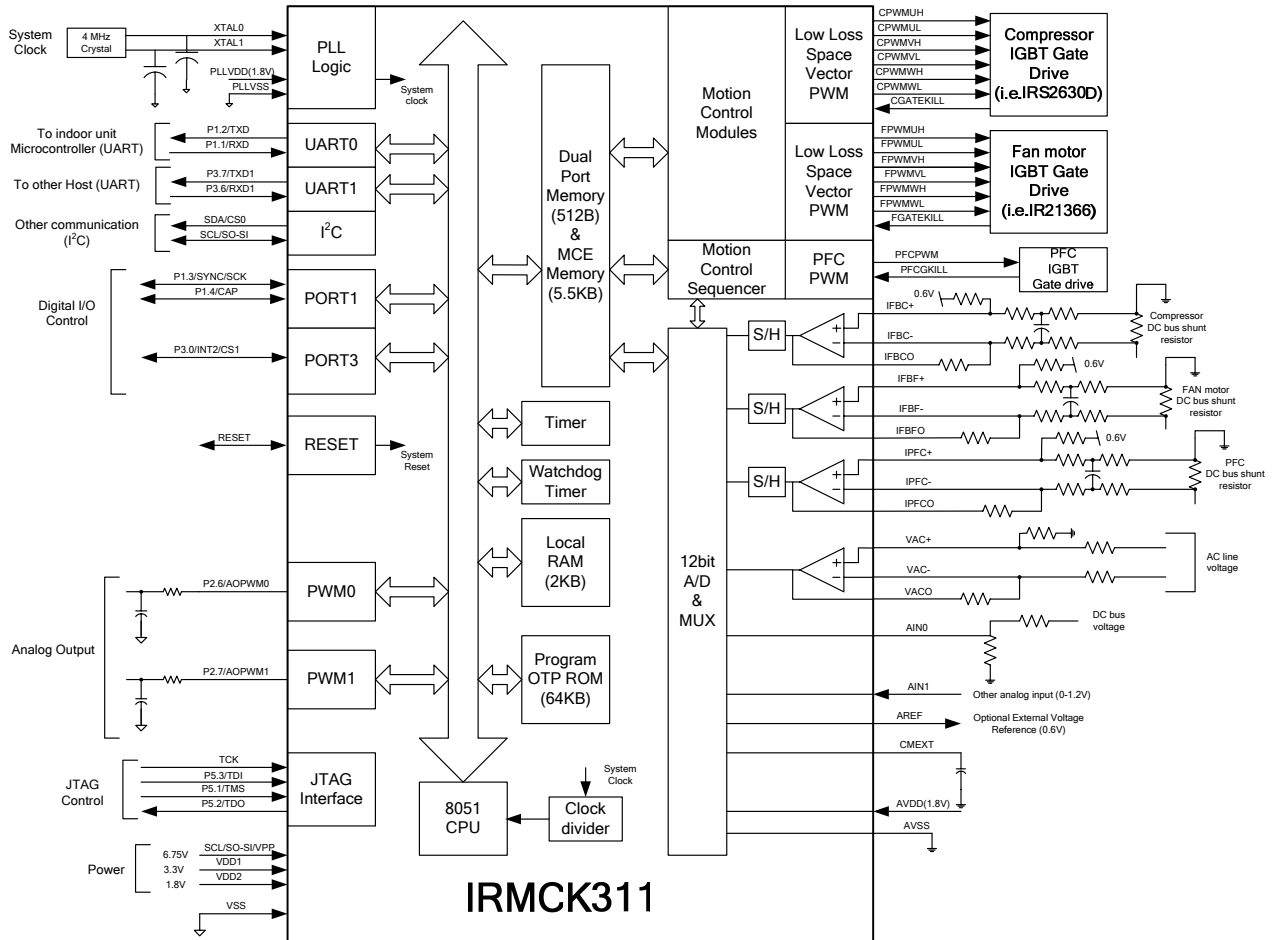 System
Clock
4 MHz
Crystal
XTAL0
XTAL1
PLLVDD(1.8V)
PLLVSS
PLL
Logic
System
clock
To indoor unit
Microcontroller (UART)
P1.2/TXD
P1.1/RXD
UART0
To other Host (UART)
P3.7/TXD1
P3.6/RXD1
UART1
Other communication
(I²C)
SDA/CS0
SCL/SO-SI
I²C
Digital I/O
Control
P1.3/SYNC/SCK
P1.4/CAP
PORT1
P3.0/INT2/CS1
PORT3
RESET
RESET
System
Reset
Analog Output
P2.6/AOPWM0
PWM0
P2.7/AOPWM1
PWM1
JTAG
Control
TCK
P5.3/TDI
P5.1/TMS
P5.2/TDO
JTAG
Interface
Power
6.75V
3.3V
1.8V
SCL/SO-SI/VPP
VDD1
VDD2
VSS
Dual
Port
Memory
(512B)
&
MCE
Memory
(5.5KB)
Timer
Watchdog
Timer
Local
RAM
(2KB)
Program
OTP ROM
(64KB)
8051
CPU
System
Clock
Clock
divider
IRMCK311
Motion
Control
Modules
Motion
Control
Sequencer
Low Loss
Space
Vector
PWM
Low Loss
Space
Vector
PWM
PFC
PWM
12bit
A/D
&
MUX
S/H
S/H
S/H
CPWMUH
CPWMUL
CPWMVH
CPWMVL
CPWMWH
CPWMWL
CGATEKILL
Compressor
IGBT Gate
Drive
(i.e.IRS2630D)
FPWMUH
FPWMUL
FPWMVH
FPWMVL
FPWMWH
FPWMWL
FGATEKILL
Fan motor
IGBT Gate
Drive
(i.e.IR21366)
PFCPWM
PFCGKILL
PFC
IGBT
Gate drive
0.6V
IFBC+
IFBC-
IFBCO
Compressor
DC bus shunt
resistor
0.6V
IFBF+
IFBF-
IFBFO
FAN motor
DC bus shunt
resistor
0.6V
IPFC+
IPFC-
IPFCO
PFC
DC bus shunt
resistor
VAC+
VAC-
VACO
AC line
voltage
AIN0
DC bus
voltage
AIN1
Other analog input (0-1.2V)
AREF
Optional External Voltage
Reference (0.6V)
CMEXT
AVDD(1.8V)
AVSS